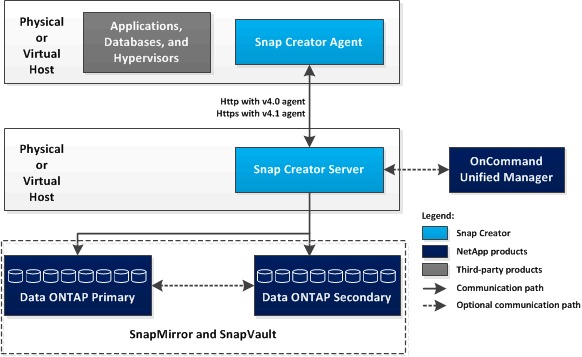 Physical
or
Virtual
Host
Applications,
Databases, and
Hypervisors
Snap Creator Agent
Http with v4.0 agent
Https with v4.1 agent
Physical
or
Virtual
Host
Snap Creator Server
OnCommand
Unified Manager
Legend:
Snap Creator
NetApp products
Third-party products
Communication path
Optional communication path
Data ONTAP Primary
Data ONTAP Secondary
SnapMirror and SnapVault